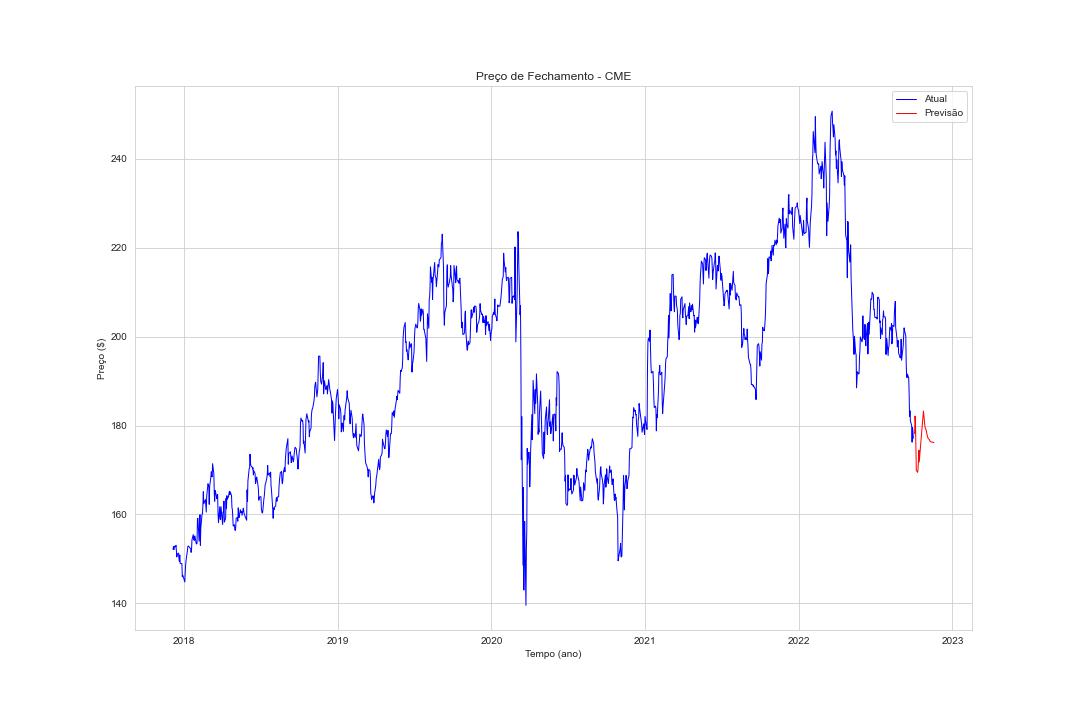 Preço de Fechamento - CME
Atual
Previsão
Preço ($)
240
220
200
180
160
140
2018 2019 2020 2021 2022 2023
Tempo (ano)